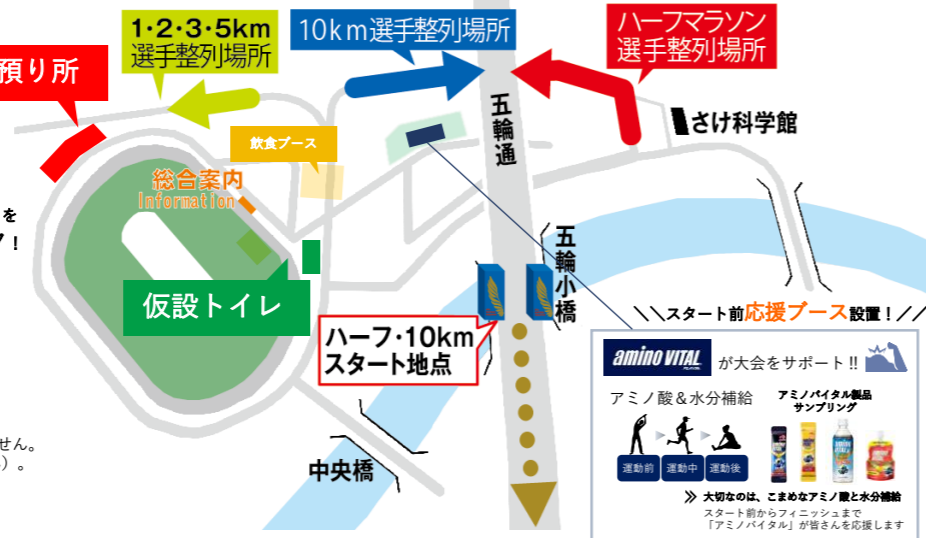 1・2・3・5km
選手整列場所
10km選手整列場所
ハーフマラソン
選手整列場所
預り所
五輪通
さけ科学館
飲食ブース
総合案内
Information
を
！
仮設トイレ
五輪小橋
ハーフ・10km
スタート地点
中央橋
せん。
）。
\\スタート前応援ブース設置！//
amino VITAL
が大会をサポート!!
アミノ酸＆水分補給
運動前
運動中
運動後
アミノバイタル製品
サンプリング
≫ 大切なのは、こまめなアミノ酸と水分補給
スタート前からフィニッシュまで
「アミノバイタル」が皆さんを応援します